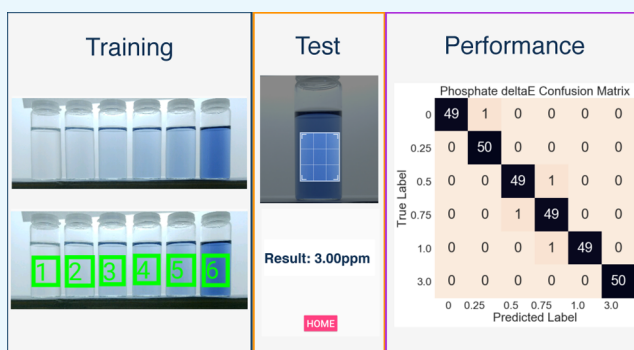 Training
1 2 3 4 5 6
Test
Result: 3.00ppm
HOME
Performance
Phosphate deltaE Confusion Matrix
True Label
0 49 1 0 0 0 0
0.25 0 50 0 0 0 0
0.5 0 0 49 1 0 0
0.75 0 0 1 49 0 0
1.0 0 0 0 1 49 0
3.0 0 0 0 0 0 50
0 0.25 0.5 0.75 1.0 3.0
Predicted Label